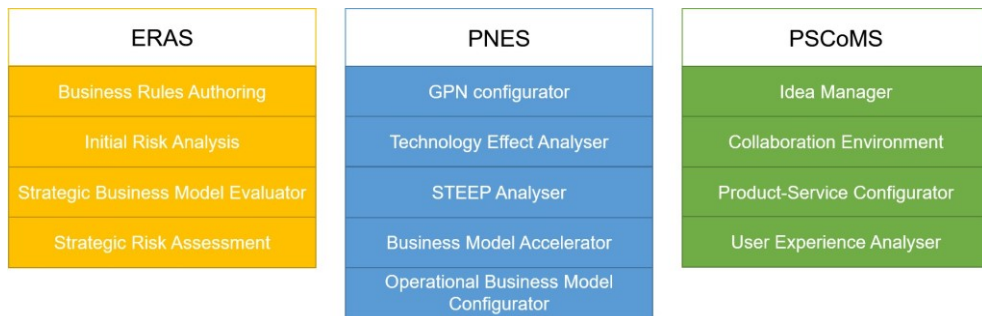 ERAS
Business Rules Authoring
Initial Risk Analysis
Strategic Business Model Evaluator
Strategic Risk Assessment
PNES
GPN configurator
Technology Effect Analyser
STEEP Analyser
Business Model Accelerator
Operational Business Model
Configurator
PSCoMS
Idea Manager
Collaboration Environment
Product-Service Configurator
User Experience Analyser